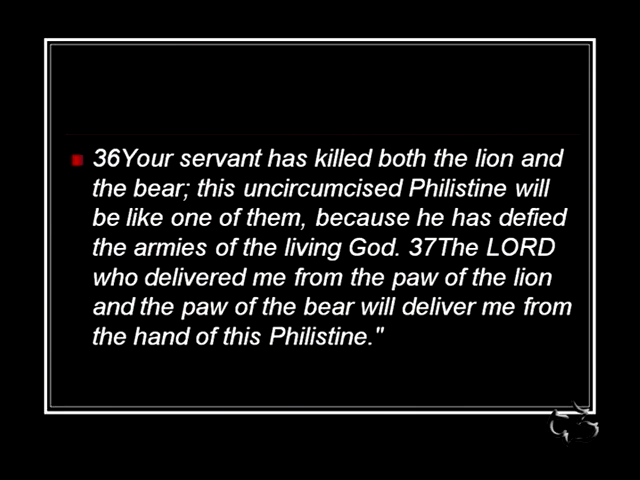 36Your servant has killed both the lion and
the bear; this uncircumcised Philistine will
be like one of them, because he has defied
the armies of the living God. 37The LORD
who delivered me from the paw of the lion
and the paw of the bear will deliver me from
the hand of this Philistine."